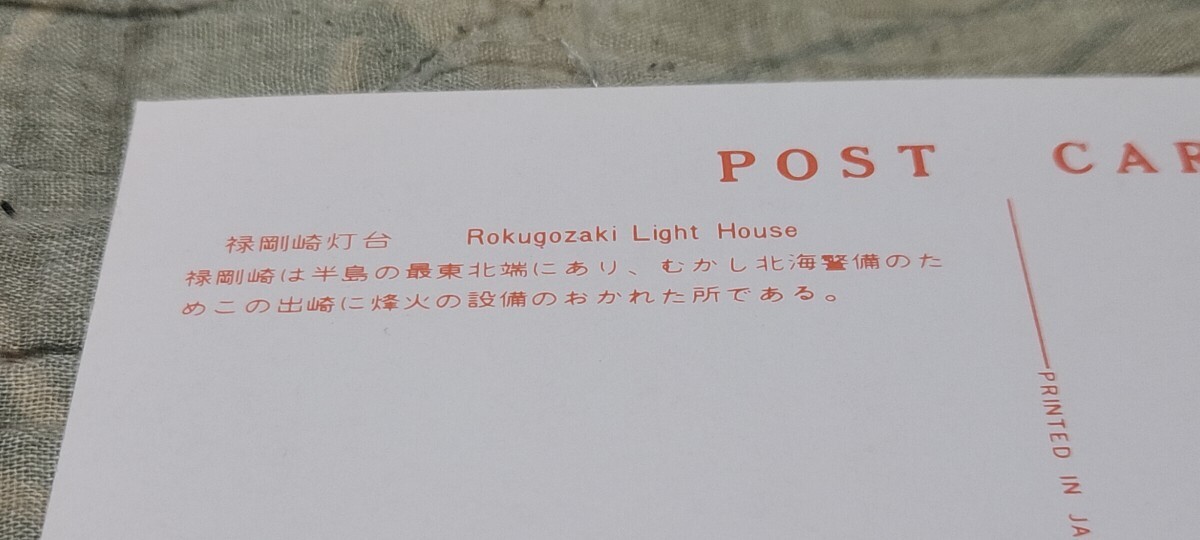 POST CAR
禄剛崎灯台 Rokugozaki Light House
禄剛崎は半島の最東北端にあり、むかし北海警備のた
めこの出崎に烽火の設備のおかれた所である。
PRINTED IN JA